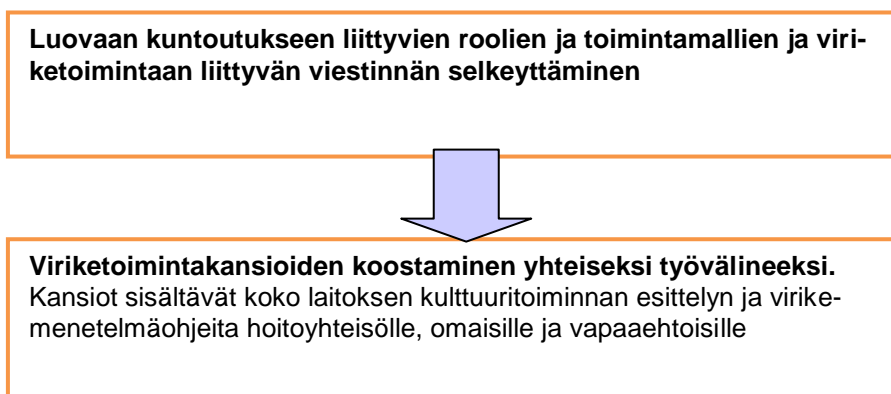 Luovaan kuntoutukseen liittyvien roolien ja toimintamallien ja viri-
ketoimintaan liittyvän viestinnän selkeyttäminen
Viriketoimintakansioiden koostaminen yhteiseksi työvälineeksi.
Kansiot sisältävät koko laitoksen kulttuuritoiminnan esittelyn ja virike-
menetelmäohjeita hoitoyhteisölle, omaisille ja vapaaehtoisille